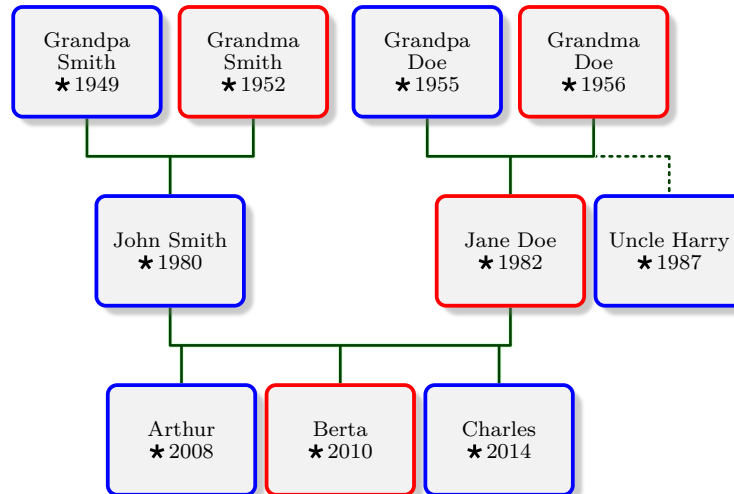 Grandpa
Smith
★ 1949
Grandma
Smith
★ 1952
Grandpa
Doe
★ 1955
Grandma
Doe
★ 1956
John Smith
★ 1980
Jane Doe
★ 1982
Uncle Harry
★ 1987
Arthur
★ 2008
Berta
★ 2010
Charles
★ 2014